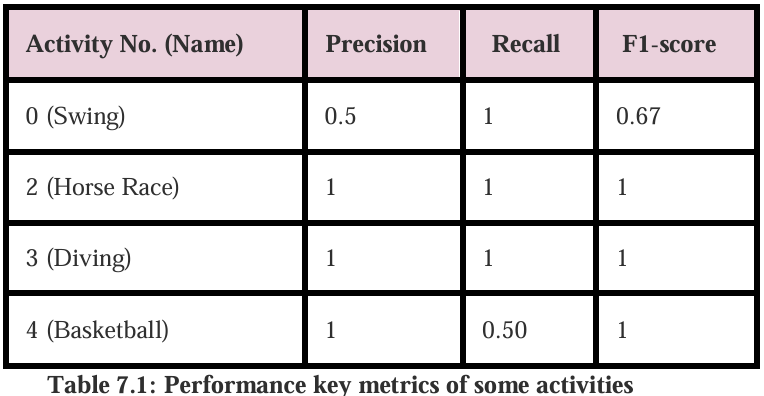 Activity No. (Name) Precision Recall F1-score
0 (Swing) 0.5 1 0.67
2 (Horse Race) 1 1 1
3 (Diving) 1 1 1
4 (Basketball) 1 0.50 1
Table 7.1: Performance key metrics of some activities